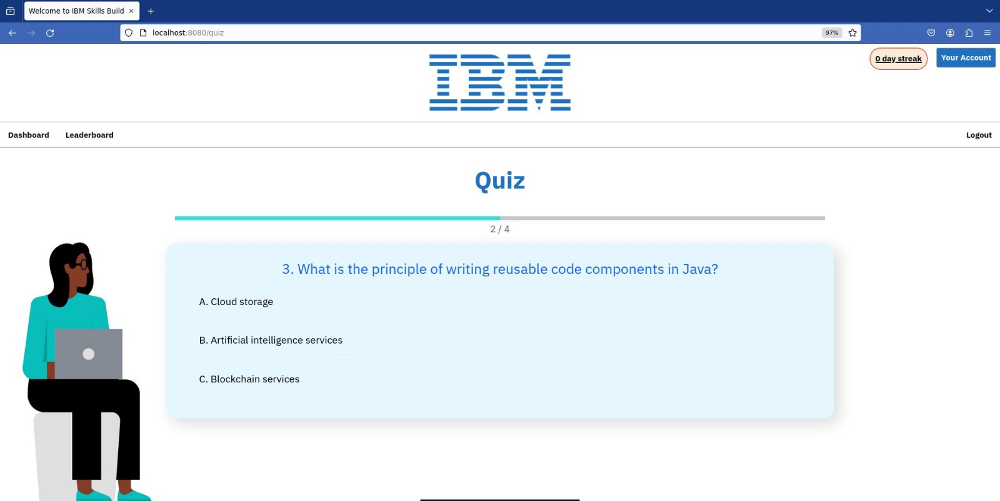 Welcome to IBM Skills Build
localhost:8080/quiz
97%
IBM
0 day streak
Your Account
Dashboard
Leaderboard
Logout
Quiz
2 / 4
3. What is the principle of writing reusable code components in Java?
A. Cloud storage
B. Artificial intelligence services
C. Blockchain services